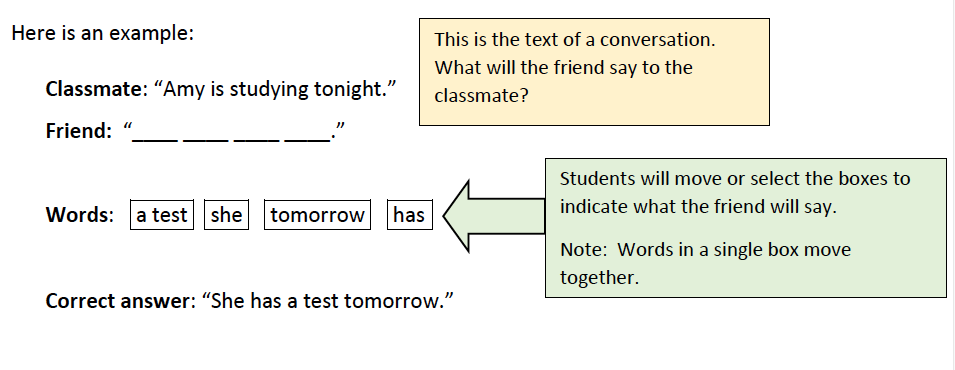 Here is an example:
This is the text of a conversation.
What will the friend say to the
classmate?
Classmate: “Amy is studying tonight.”
Friend: “____ ____ ____ ____.”
Students will move or select the boxes to
indicate what the friend will say.
Note: Words in a single box move
together.
Words: a test she tomorrow has
Correct answer: “She has a test tomorrow.”